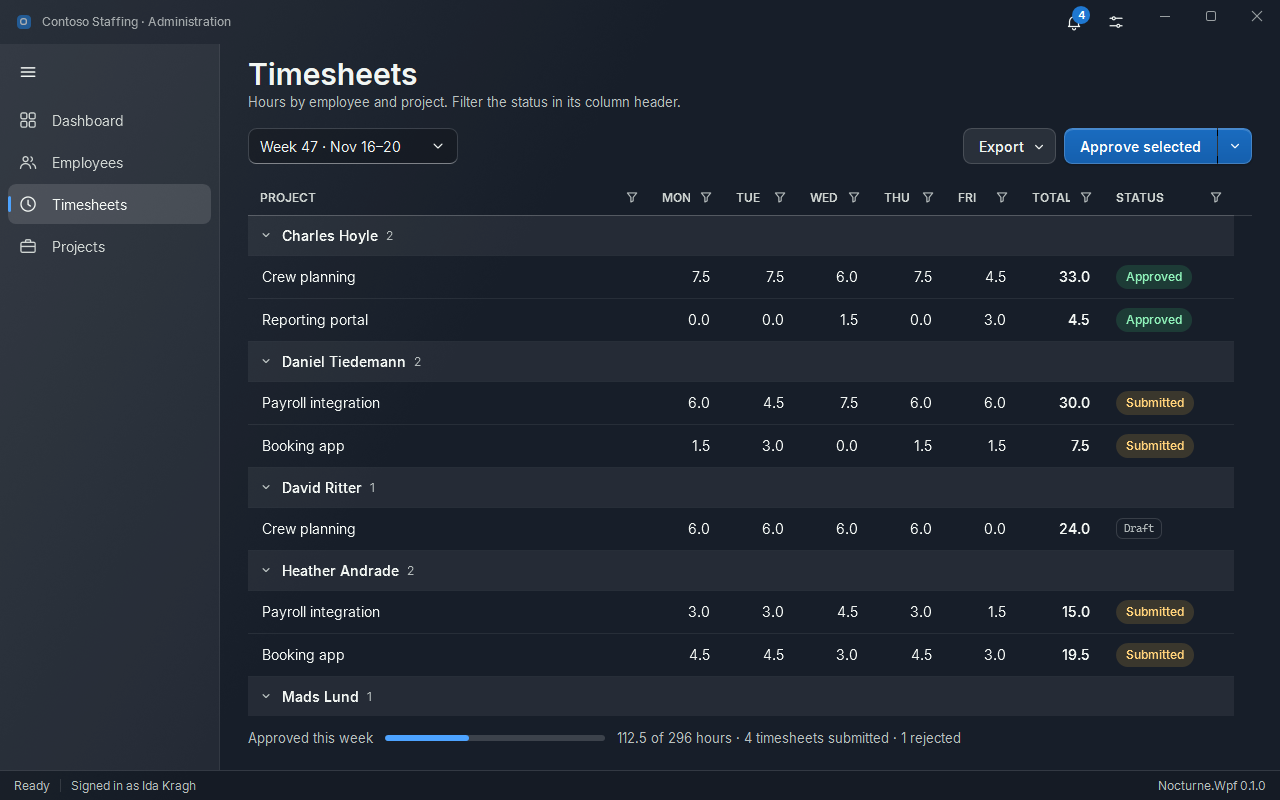 Contoso Staffing · Administration
4
Timesheets
Hours by employee and project. Filter the status in its column header.
Dashboard
Employees
Timesheets
Projects
Week 47 · Nov 16–20
Export
Approve selected
PROJECT MON TUE WED THU FRI TOTAL STATUS
Charles Hoyle 2
Crew planning 7.5 7.5 6.0 7.5 4.5 33.0 Approved
Reporting portal 0.0 0.0 1.5 0.0 3.0 4.5 Approved
Daniel Tiedemann 2
Payroll integration 6.0 4.5 7.5 6.0 6.0 30.0 Submitted
Booking app 1.5 3.0 0.0 1.5 1.5 7.5 Submitted
David Ritter 1
Crew planning 6.0 6.0 6.0 6.0 0.0 24.0 Draft
Heather Andrade 2
Payroll integration 3.0 3.0 4.5 3.0 1.5 15.0 Submitted
Booking app 4.5 4.5 3.0 4.5 3.0 19.5 Submitted
Mads Lund 1
Approved this week 112.5 of 296 hours · 4 timesheets submitted · 1 rejected
Ready Signed in as Ida Kragh Nocturne.Wpf 0.1.0